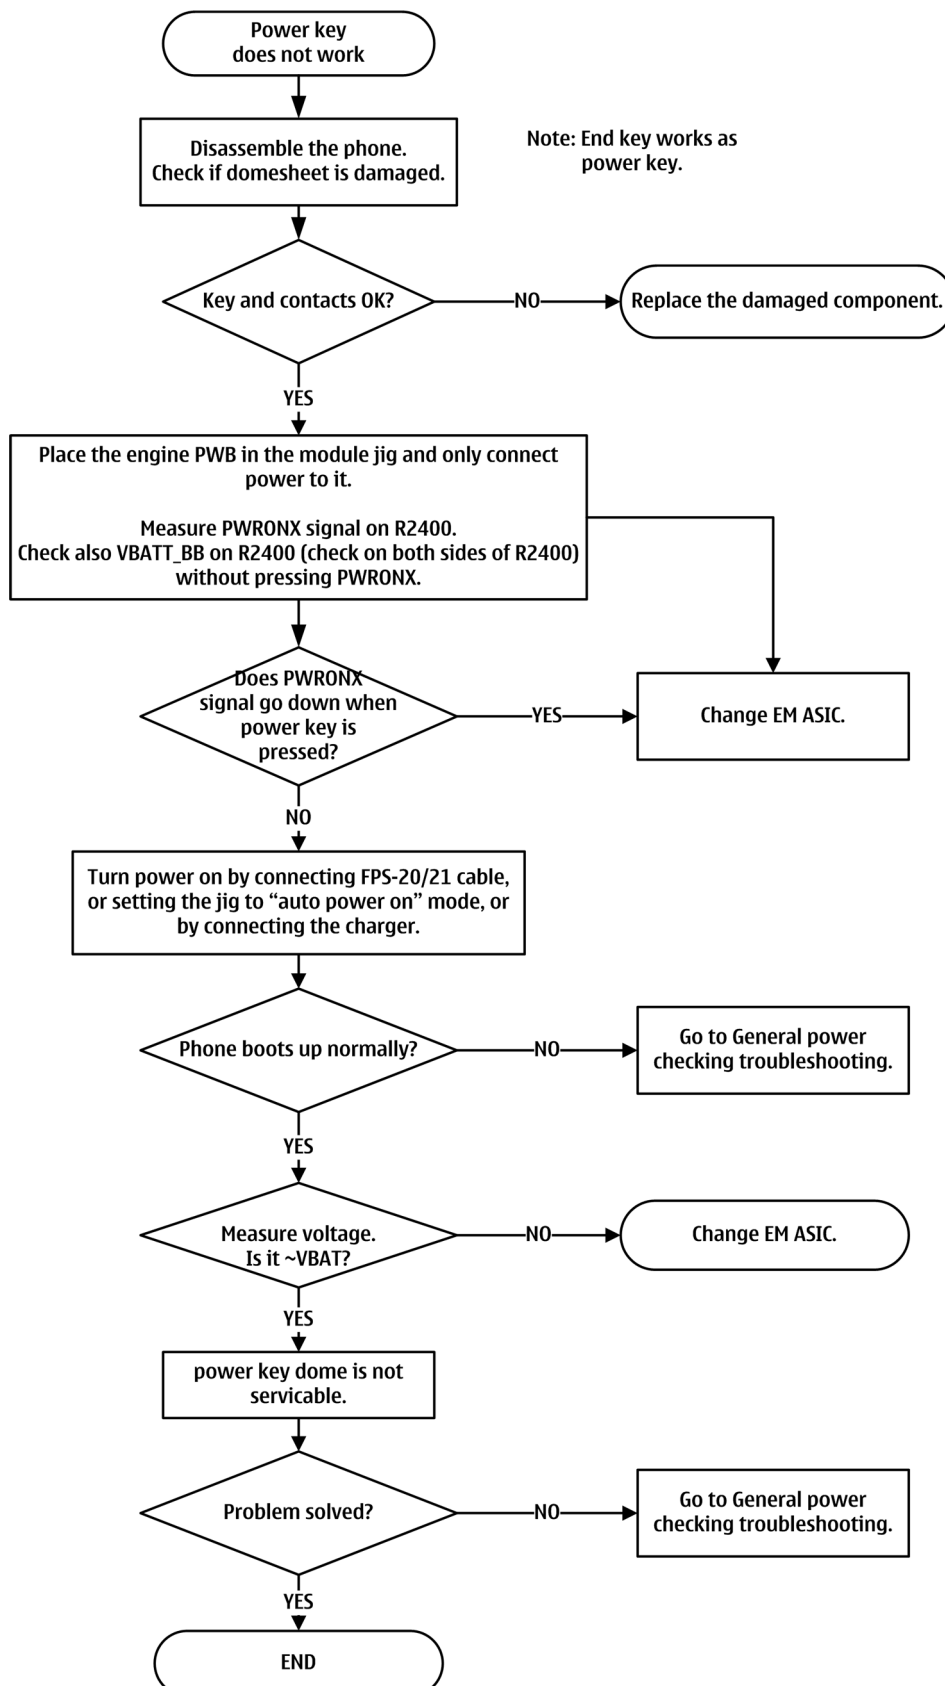 Power key
does not work
Disassemble the phone.
Check if domesheet is damaged.
Note: End key works as
power key.
Key and contacts OK?
NO
Replace the damaged component.
YES
Place the engine PWB in the module jig and only connect
power to it.
Measure PWRONX signal on R2400.
Check also VBATT_BB on R2400 (check on both sides of R2400)
without pressing PWRONX.
Does PWRONX
signal go down when
power key is
pressed?
YES
Change EM ASIC.
NO
Turn power on by connecting FPS-20/21 cable,
or setting the jig to “auto power on” mode, or
by connecting the charger.
Phone boots up normally?
NO
Go to General power
checking troubleshooting.
YES
Measure voltage.
Is it ~VBAT?
NO
Change EM ASIC.
YES
power key dome is not
servicable.
Problem solved?
NO
Go to General power
checking troubleshooting.
YES
END